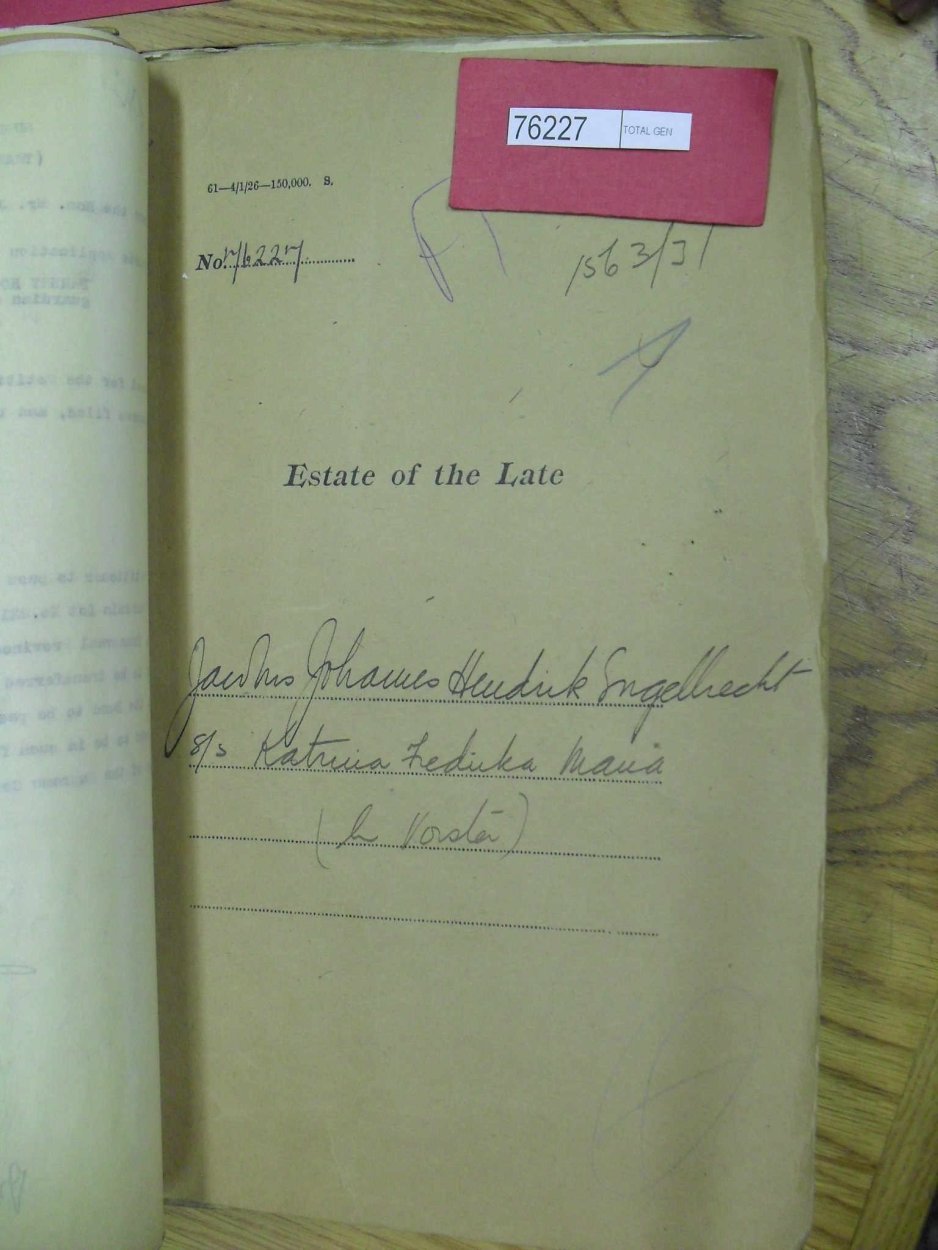 76227 TOTAL GEN
61—4/1/26—150,000. S.
No. 76227
1563/31
Estate of the Late
Jacobus Johannes Hendrik Engelbrecht
s/s Katrina Fedrika Maria
(b Vorster)